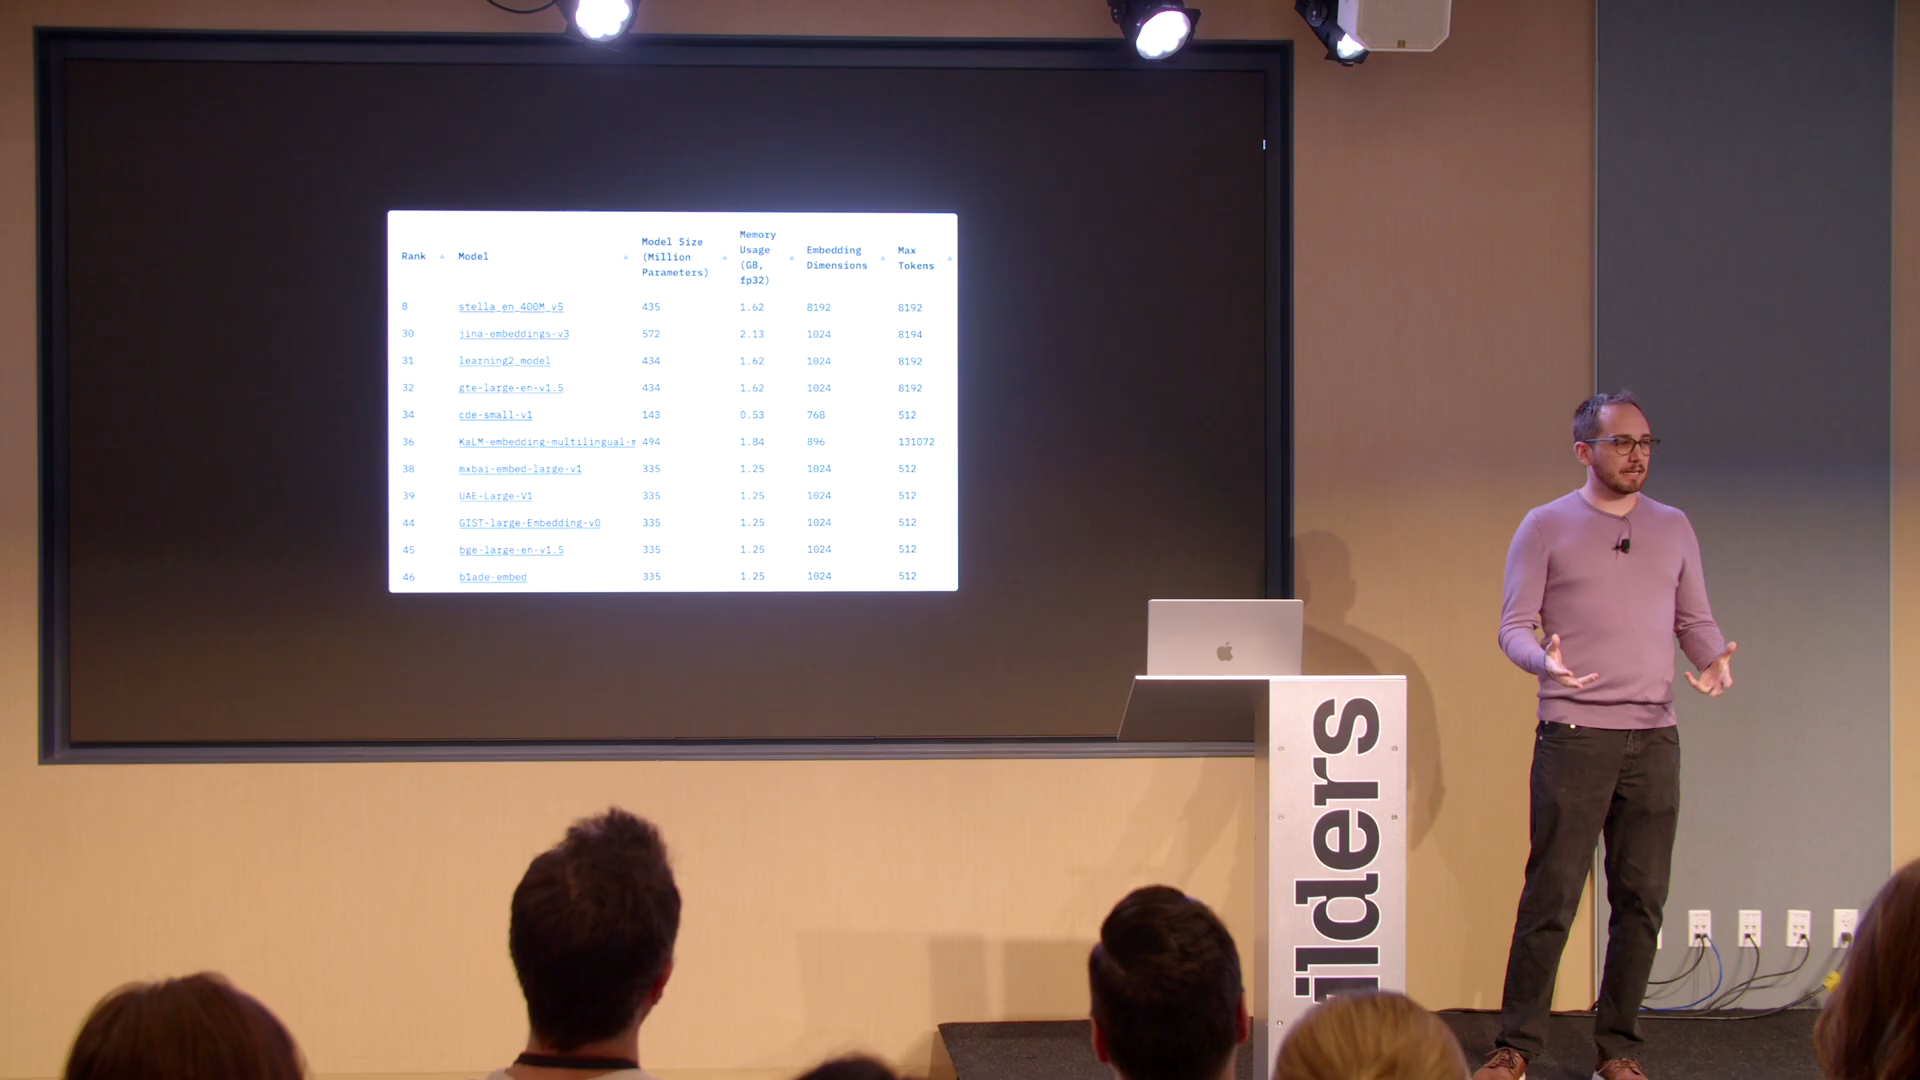 Rank Model Model Size (Million Parameters) Memory Usage (GB, fp32) Embedding Dimensions Max Tokens
8 stella_en_400M_v5 435 1.62 8192 8192
30 jina-embeddings-v3 572 2.13 1024 8194
31 learning2_model 434 1.62 1024 8192
32 gte-large-en-v1.5 434 1.62 1024 8192
34 cde-small-v1 143 0.53 768 512
36 KaLM-embedding-multilingual-m 494 1.84 896 131072
38 mxbai-embed-large-v1 335 1.25 1024 512
39 UAE-Large-V1 335 1.25 1024 512
44 GIST-large-Embedding-v0 335 1.25 1024 512
45 bge-large-en-v1.5 335 1.25 1024 512
46 b1ade-embed 335 1.25 1024 512
ilders